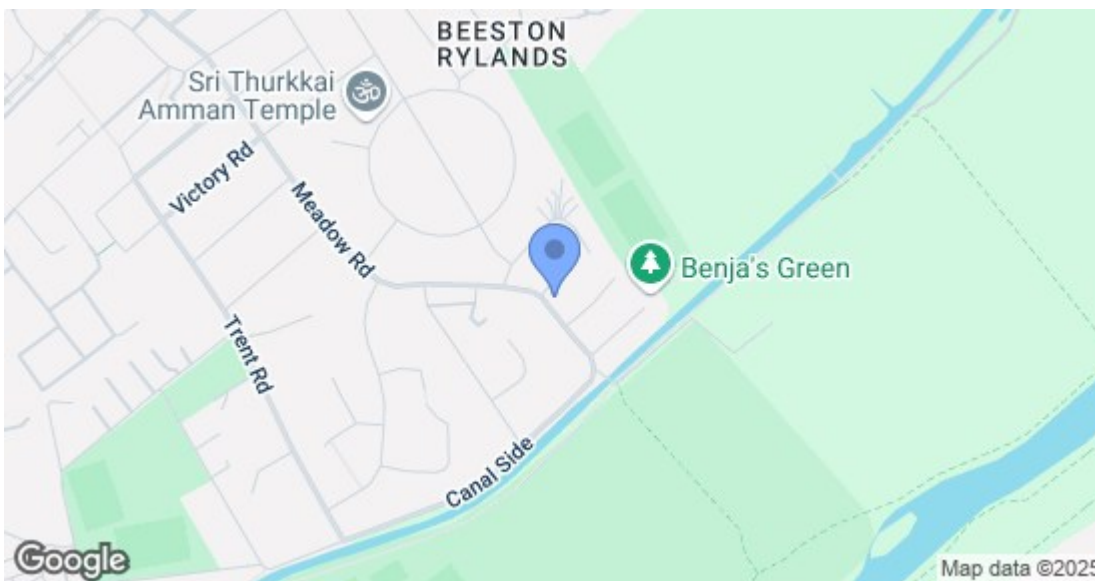 BEESTON
RYLANDS
Sri Thurkkai
Amman Temple
Victory Rd
Meadow Rd
Benja's Green
Trent Rd
Canal Side
Google
Map data ©2025